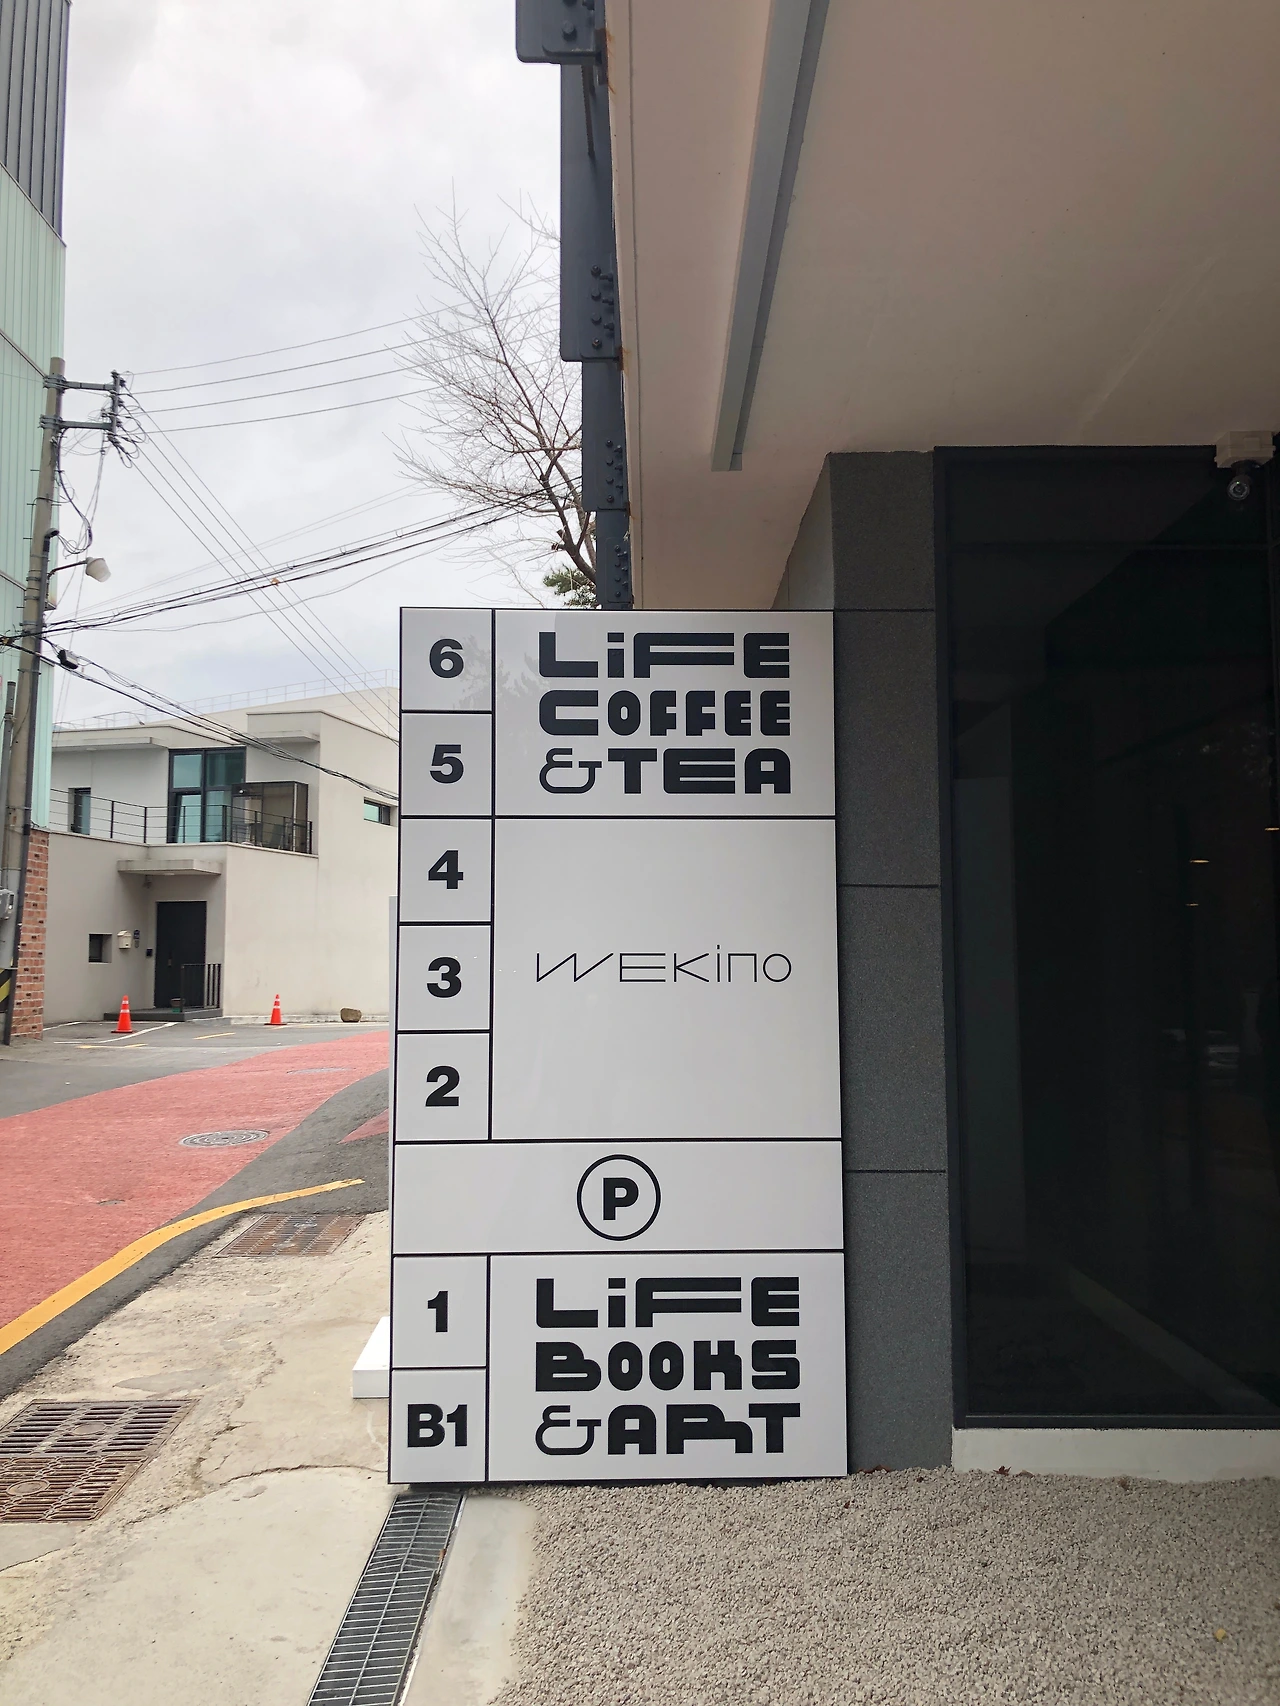 6
LiFE
COFFEE
5
&TEA
4
3
WEKino
2
P
1
LiFE
BOOKS
B1
&ART